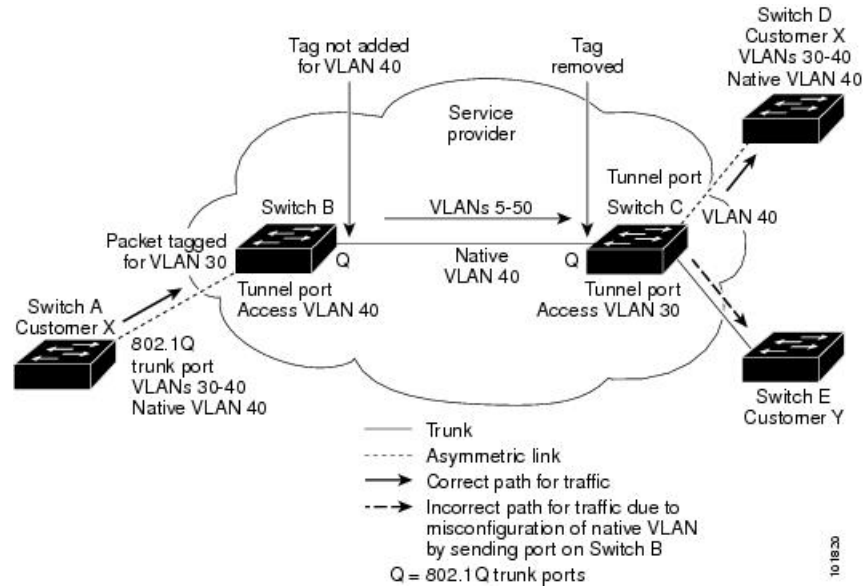 Tag not added
for VLAN 40
Tag
removed
Switch D
Customer X
VLANs 30-40
Native VLAN 40
Service
provider
Tunnel port
Switch B
VLANs 5-50
Switch C
VLAN 40
Packet tagged
for VLAN 30
Q
Native
VLAN 40
Q
Switch A
Customer X
Tunnel port
Access VLAN 40
Tunnel port
Access VLAN 30
802.1Q
trunk port
VLANs 30-40
Native VLAN 40
Switch E
Customer Y
Trunk
Asymmetric link
Correct path for traffic
Incorrect path for traffic due to
misconfiguration of native VLAN
by sending port on Switch B
Q = 802.1Q trunk ports
101820